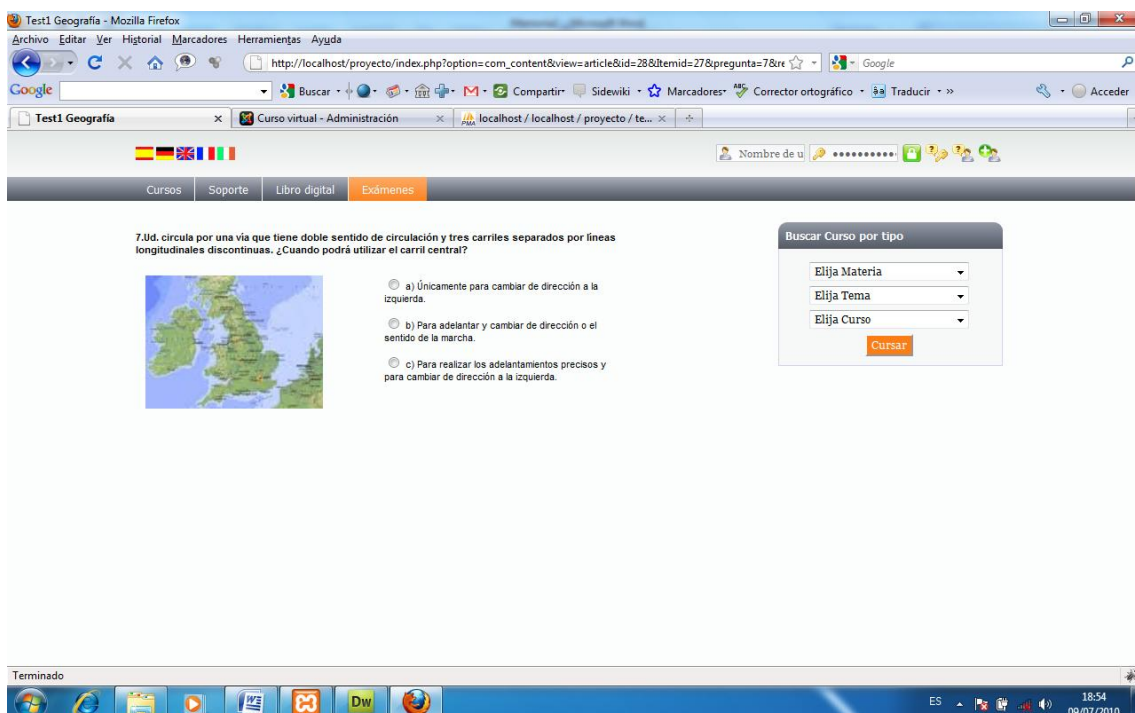 Test1 Geografía - Mozilla Firefox
Archivo Editar Ver Historial Marcadores Herramientas Ayuda
http://localhost/proyecto/index.php?option=com_content&view=article&id=28&Itemid=27&pregunta=7&re Google
Google Buscar Compartir Sidewiki Marcadores Corrector ortográfico Traducir » Acceder
Test1 Geografía Curso virtual - Administración localhost / localhost / proyecto / te...
Nombre de u
Cursos Soporte Libro digital Exámenes
7.Ud. circula por una vía que tiene doble sentido de circulación y tres carriles separados por líneas
longitudinales discontinuas. ¿Cuando podrá utilizar el carril central?
a) Únicamente para cambiar de dirección a la
izquierda.
b) Para adelantar y cambiar de dirección o el
sentido de la marcha.
c) Para realizar los adelantamientos precisos y
para cambiar de dirección a la izquierda.
Buscar Curso por tipo
Elija Materia
Elija Tema
Elija Curso
Cursar
Terminado
Dw
ES 18:54
09/07/2010